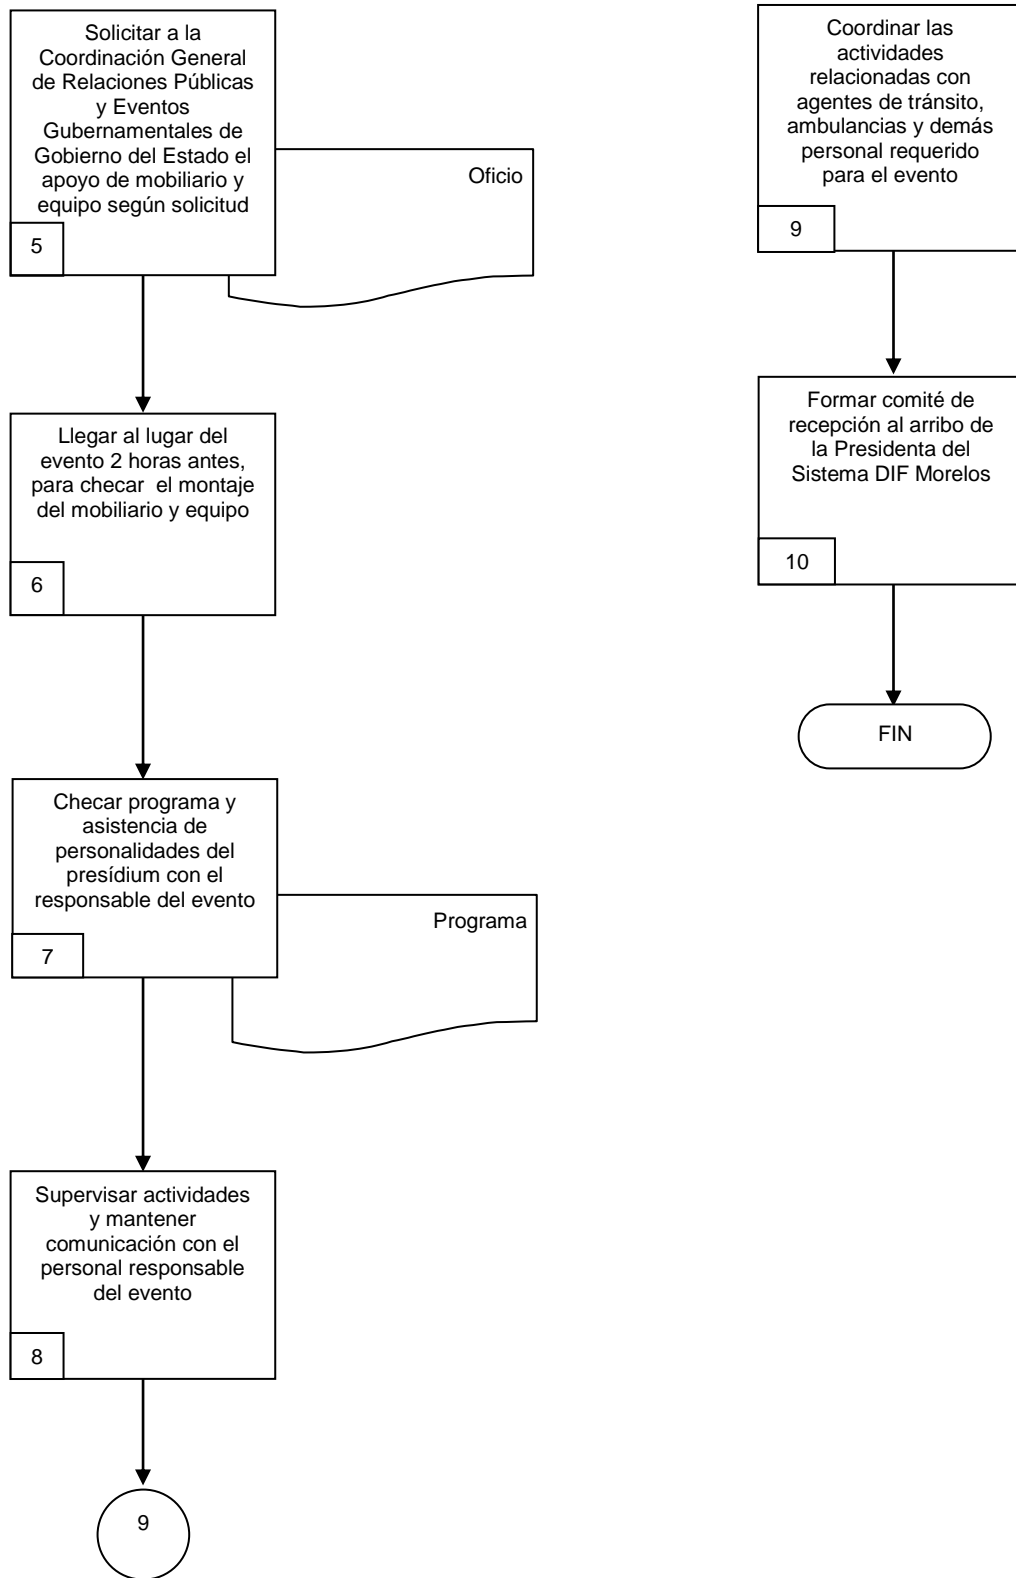 Solicitar a la
Coordinación General
de Relaciones Públicas
y Eventos
Gubernamentales de
Gobierno del Estado el
apoyo de mobiliario y
equipo según solicitud
5
Oficio
Llegar al lugar del
evento 2 horas antes,
para checar el montaje
del mobiliario y equipo
6
Checar programa y
asistencia de
personalidades del
presídium con el
responsable del evento
7
Programa
Supervisar actividades
y mantener
comunicación con el
personal responsable
del evento
8
9
Coordinar las
actividades
relacionadas con
agentes de tránsito,
ambulancias y demás
personal requerido
para el evento
9
Formar comité de
recepción al arribo de
la Presidenta del
Sistema DIF Morelos
10
FIN